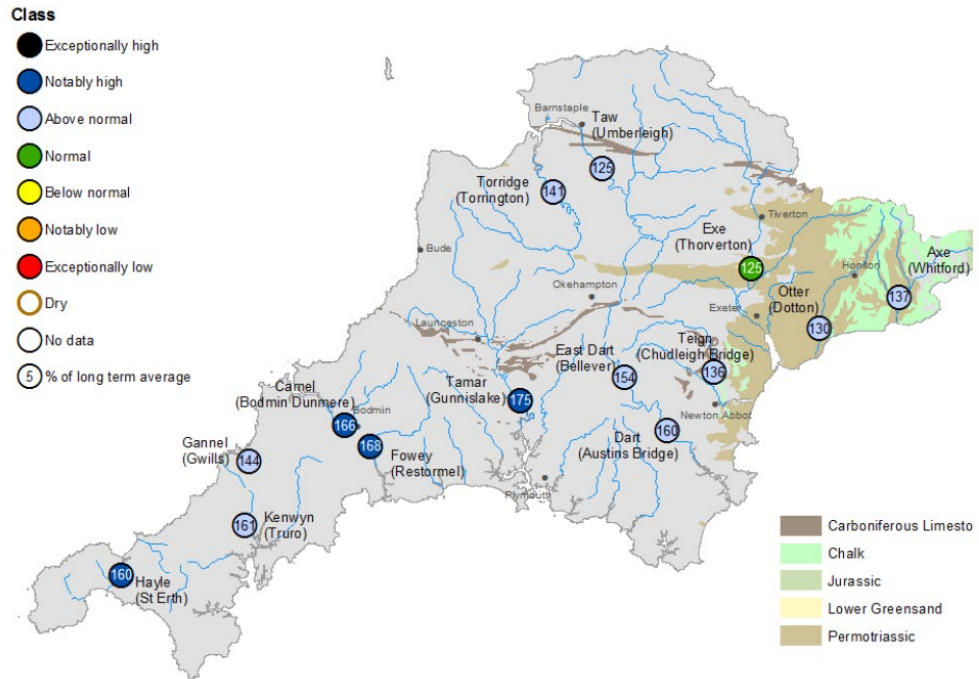 Class
Exceptionally high
Notably high
Above normal
Normal
Below normal
Notably low
Exceptionally low
Dry
No data
5 % of long term average
Barnstaple
Taw
(Umberleigh)
125
Torridge
(Torrington)
141
Tiverton
Exe
(Thorverton)
125
Bude
Axe
(Whitford)
137
Honiton
Okehampton
Otter
(Dotton)
130
Exeter
Launceston
Teign
(Chudleigh Bridge)
136
East Dart
(Bellever)
154
Newton Abbot
Tamar
(Gunnislake)
175
Camel
(Bodmin Dunmere)
166
Bodmin
168
Fowey
(Restormel)
160
Dart
(Austins Bridge)
Gannel
(Gwills)
144
Plymouth
161
Kenwyn
(Truro)
160
Hayle
(St Erth)
Carboniferous Limesto
Chalk
Jurassic
Lower Greensand
Permotriassic